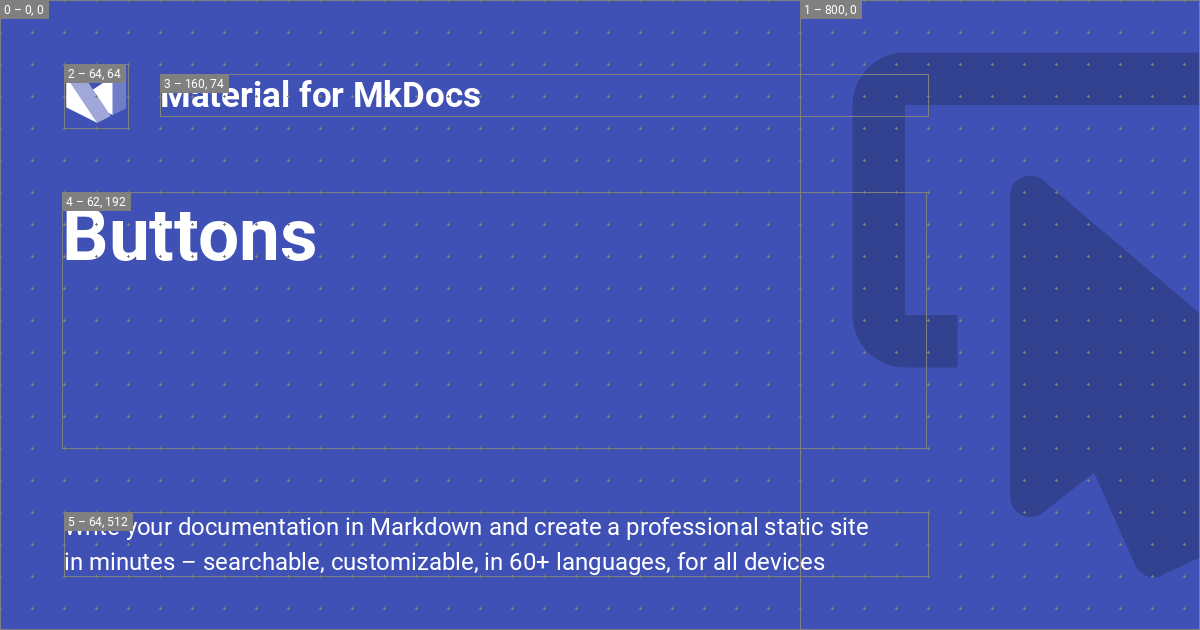 0 – 0, 0
1 – 800, 0
2 – 64, 64
3 – 160, 74
Material for MkDocs
4 – 62, 192
Buttons
5 – 64, 512
Write your documentation in Markdown and create a professional static site
in minutes – searchable, customizable, in 60+ languages, for all devices